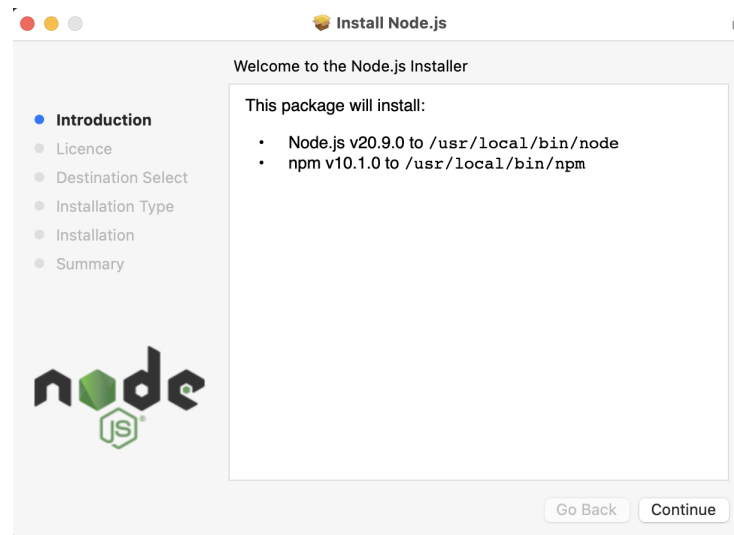 Install Node.js
Welcome to the Node.js Installer
Introduction
Licence
Destination Select
Installation Type
Installation
Summary
This package will install:
• Node.js v20.9.0 to /usr/local/bin/node
• npm v10.1.0 to /usr/local/bin/npm
node
JS
Go Back
Continue